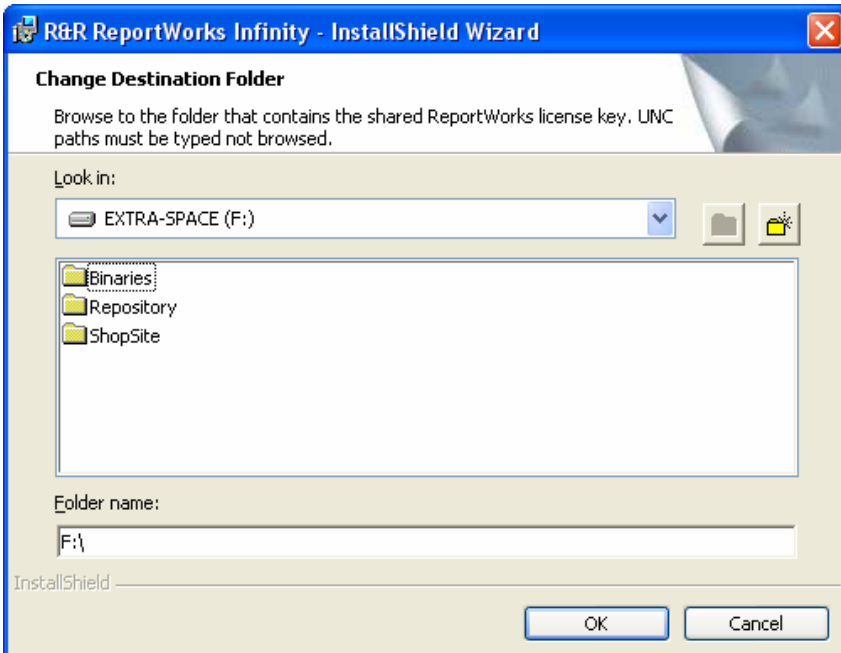 R&R ReportWorks Infinity - InstallShield Wizard
Change Destination Folder
Browse to the folder that contains the shared ReportWorks license key. UNC
paths must be typed not browsed.
Look in:
EXTRA-SPACE (F:)
Binaries
Repository
ShopSite
Folder name:
F:\
InstallShield
OK Cancel